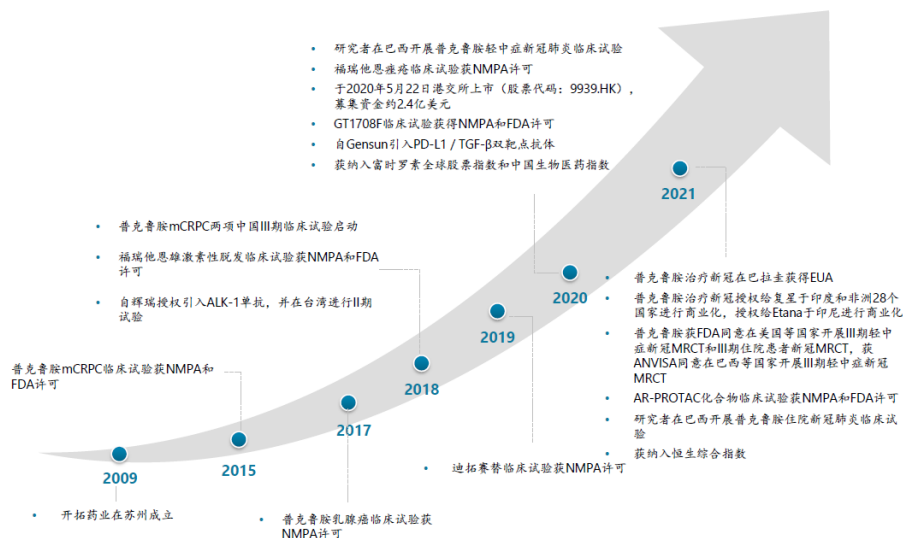 研究者在巴西开展普克鲁胺轻中症新冠肺炎临床试验
福瑞他恩痤疮临床试验获NMPA许可
于2020年5月22日港交所上市（股票代码：9939.HK），
募集资金约2.4亿美元
GT1708F临床试验获得NMPA和FDA许可
自Gensun引入PD-L1 / TGF-β双靶点抗体
获纳入富时罗素全球股票指数和中国生物医药指数
2021
普克鲁胺mCRPC两项中国III期临床试验启动
福瑞他恩雄激素性脱发临床试验获NMPA和FDA
许可
自辉瑞授权引入ALK-1单抗，并在台湾进行II期
试验
2020
普克鲁胺治疗新冠在巴拉圭获得EUA
普克鲁胺治疗新冠授权给复星于印度和非洲28个
国家进行商业化，授权给Etana于印尼进行商业化
普克鲁胺获FDA同意在美国等国家开展III期轻中
症新冠MRCT和III期住院患者新冠MRCT，获
ANVISA同意在巴西等国家开展III期轻中症新冠
MRCT
AR-PROTAC化合物临床试验获NMPA和FDA许可
研究者在巴西开展普克鲁胺住院新冠肺炎临床试
验
获纳入恒生综合指数
2019
2018
普克鲁胺mCRPC临床试验获NMPA和
FDA许可
2017
2015
2009
迪拓赛替临床试验获NMPA许可
开拓药业在苏州成立
普克鲁胺乳腺癌临床试验获
NMPA许可